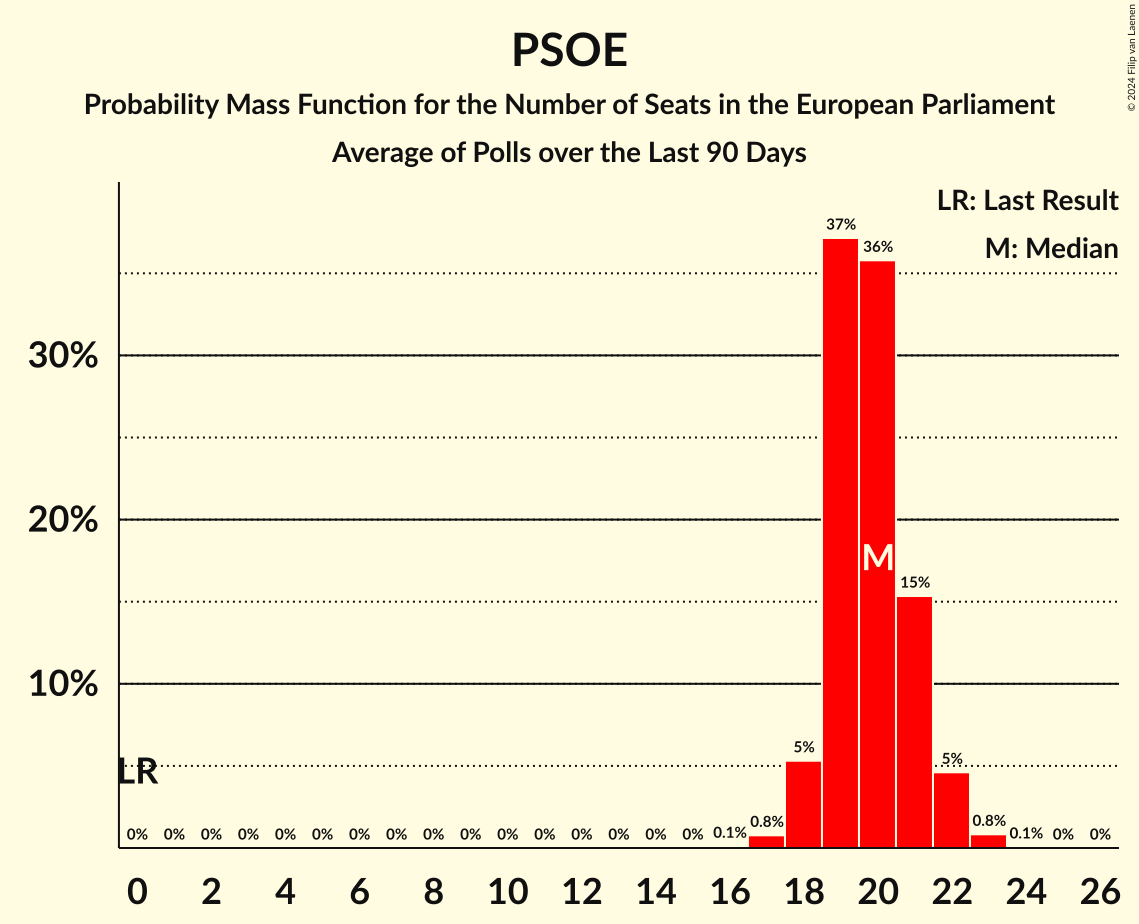 PSOE
Probability Mass Function for the Number of Seats in the European Parliament
Average of Polls over the Last 90 Days
© 2024 Filip van Laenen
LR: Last Result
M: Median
37%
36%
30%
20%
M
15%
10%
LR
5%
5%
0% 0% 0% 0% 0% 0% 0% 0% 0% 0% 0% 0% 0% 0% 0% 0% 0.1% 0.8% 0.8% 0.1% 0% 0%
0 2 4 6 8 10 12 14 16 18 20 22 24 26